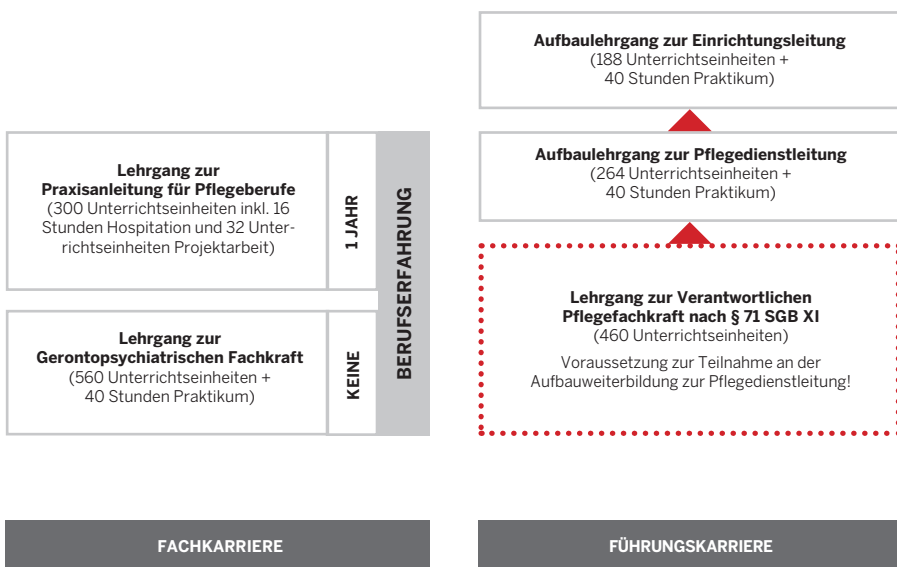 Lehrgang zur
Praxisanleitung für Pflegeberufe
(300 Unterrichtseinheiten inkl. 16
Stunden Hospitation und 32 Unter-
richtseinheiten Projektarbeit)
1 JAHR
Lehrgang zur
Gerontopsychiatrischen Fachkraft
(560 Unterrichtseinheiten +
40 Stunden Praktikum)
KEINE
BERUFSERFAHRUNG
FACHKARRIERE
Aufbaulehrgang zur Einrichtungsleitung
(188 Unterrichtseinheiten +
40 Stunden Praktikum)
Aufbaulehrgang zur Pflegedienstleitung
(264 Unterrichtseinheiten +
40 Stunden Praktikum)
Lehrgang zur Verantwortlichen
Pflegefachkraft nach § 71 SGB XI
(460 Unterrichtseinheiten)
Voraussetzung zur Teilnahme an der
Aufbauweiterbildung zur Pflegedienstleitung!
FÜHRUNGSKARRIERE